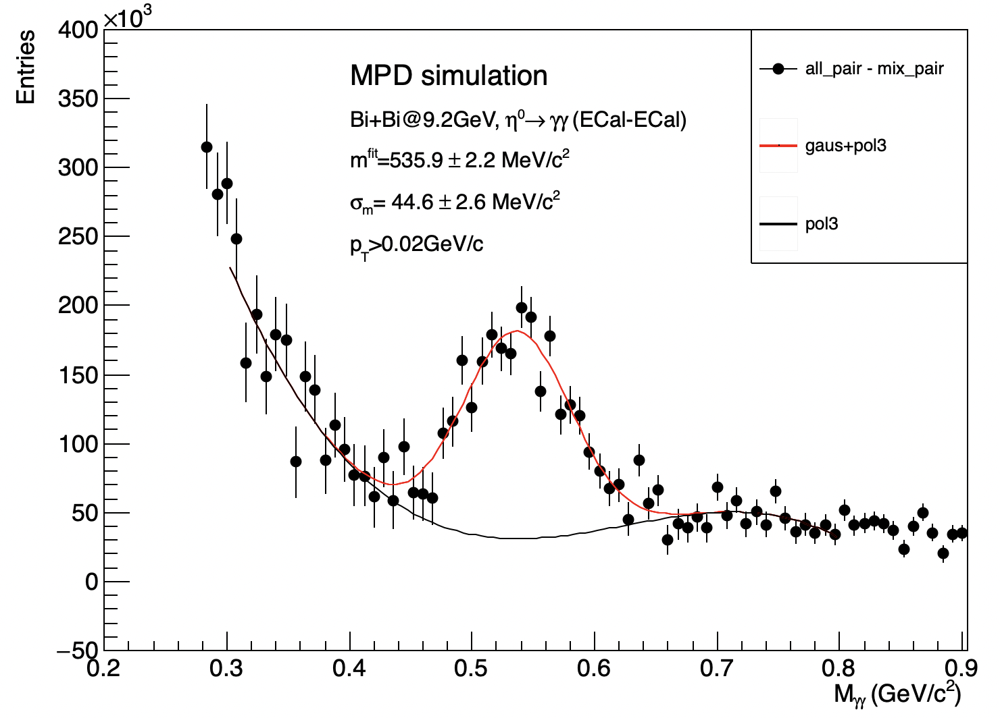 ×10³
Entries
400
350
300
250
200
150
100
50
0
−50
MPD simulation
Bi+Bi@9.2GeV, η⁰→ γγ (ECal-ECal)
mᶠⁱᵗ=535.9 ± 2.2 MeV/c²
σₘ= 44.6 ± 2.6 MeV/c²
p_T>0.02GeV/c
all_pair - mix_pair
gaus+pol3
pol3
0.2 0.3 0.4 0.5 0.6 0.7 0.8 0.9
M_γγ (GeV/c²)